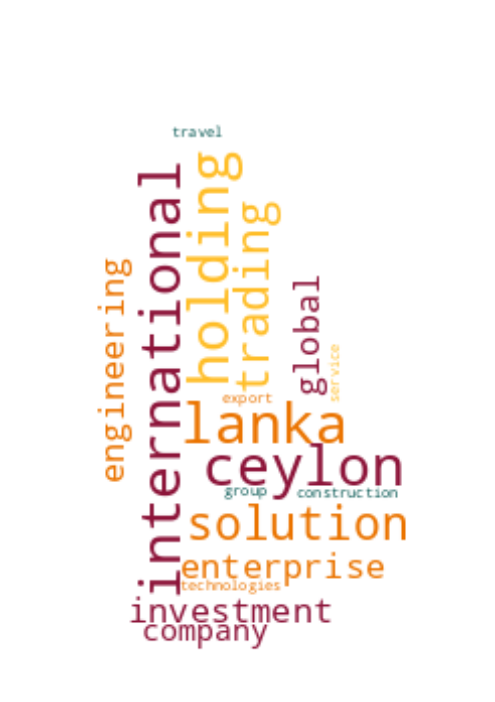 travel
international
holding
trading
engineering
global
service
export
lanka
ceylon
group
construction
solution
enterprise
technologies
investment
company